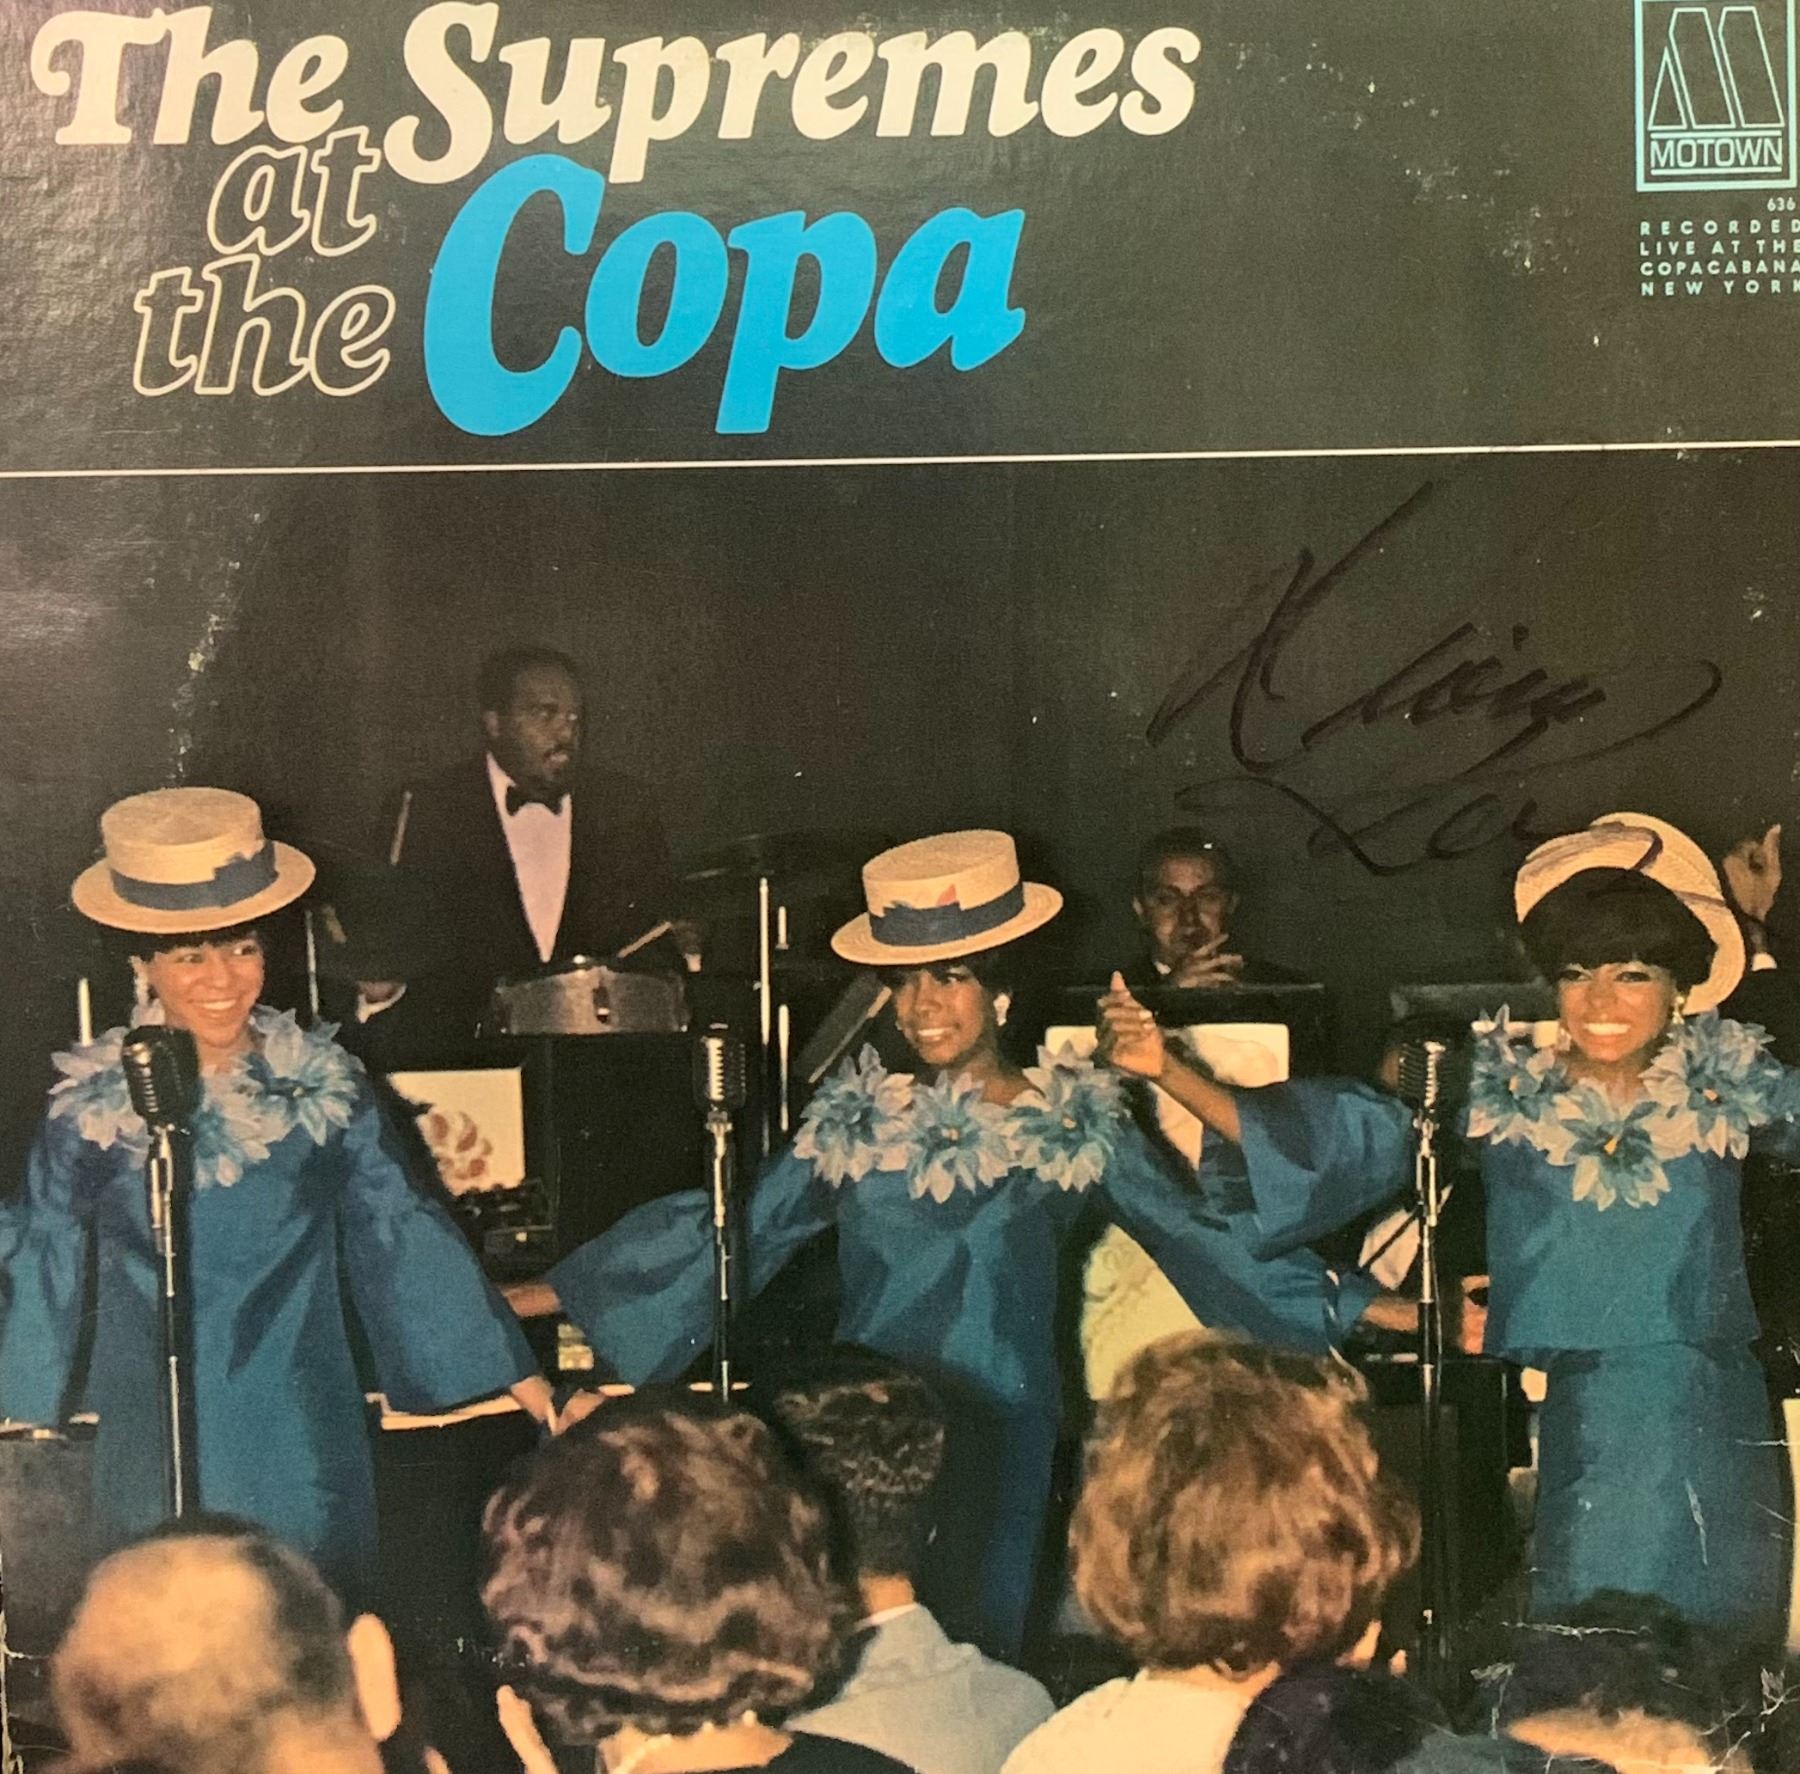 The Supremes
at
the Copa
MOTOWN
636
RECORDED
LIVE AT THE
COPACABANA
NEW YORK